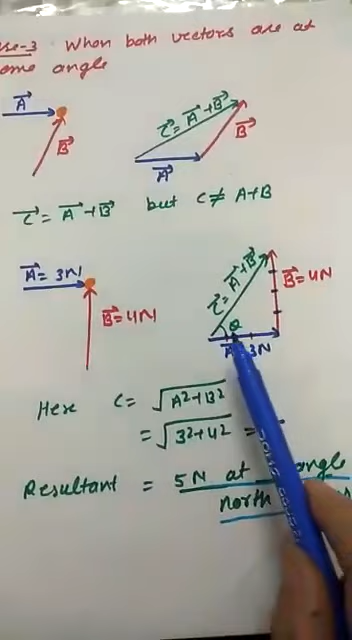 When both vectors are at
ome angle
A⃗
B⃗
C⃗ = A⃗+B⃗
B⃗
A⃗
C⃗ = A⃗+B⃗ but C ≠ A+B
A⃗ = 3N
B⃗ = 4N
C⃗ = A⃗+B⃗
B⃗ = 4N
θ
3N
Here C = √A²+B²
= √3²+4² =
Resultant = 5N at angle
north